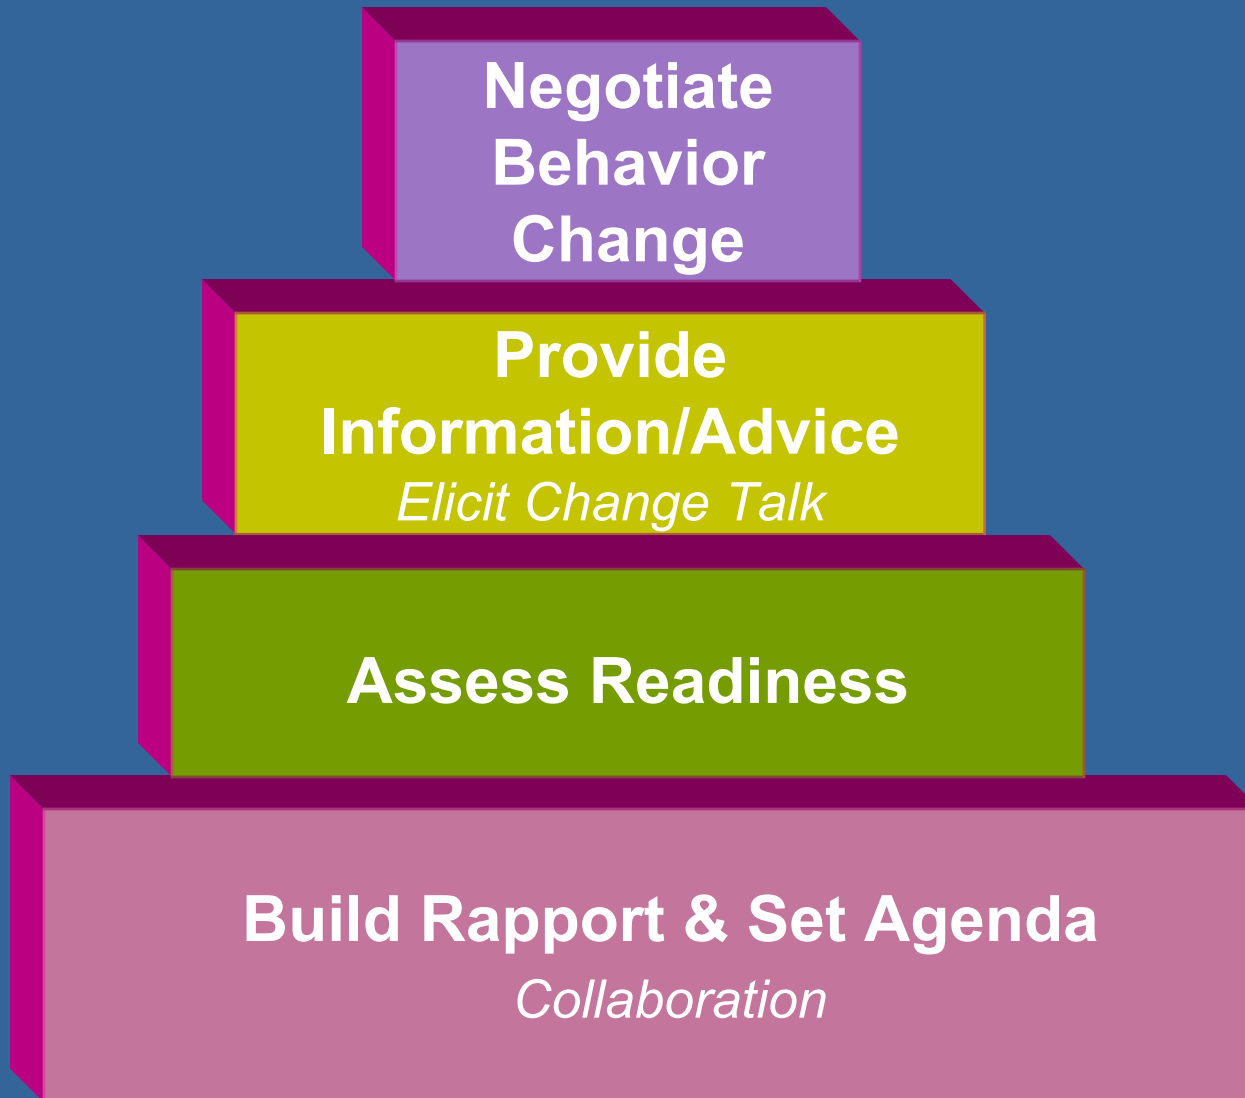 Negotiate
Behavior
Change
Provide
Information/Advice
Elicit Change Talk
Assess Readiness
Build Rapport & Set Agenda
Collaboration